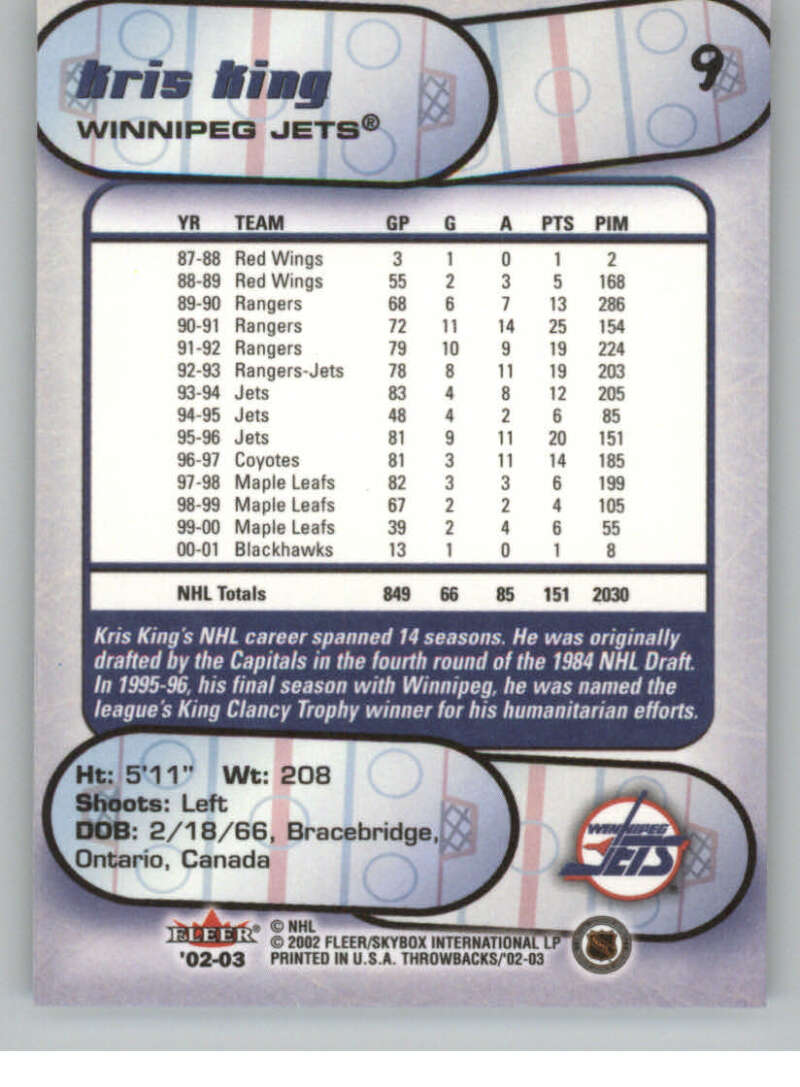 Kris King
9
WINNIPEG JETS®
YR TEAM GP G A PTS PIM
87-88 Red Wings 3 1 0 1 2
88-89 Red Wings 55 2 3 5 168
89-90 Rangers 68 6 7 13 286
90-91 Rangers 72 11 14 25 154
91-92 Rangers 79 10 9 19 224
92-93 Rangers-Jets 78 8 11 19 203
93-94 Jets 83 4 8 12 205
94-95 Jets 48 4 2 6 85
95-96 Jets 81 9 11 20 151
96-97 Coyotes 81 3 11 14 185
97-98 Maple Leafs 82 3 3 6 199
98-99 Maple Leafs 67 2 2 4 105
99-00 Maple Leafs 39 2 4 6 55
00-01 Blackhawks 13 1 0 1 8
NHL Totals 849 66 85 151 2030
Kris King's NHL career spanned 14 seasons. He was originally
drafted by the Capitals in the fourth round of the 1984 NHL Draft.
In 1995-96, his final season with Winnipeg, he was named the
league's King Clancy Trophy winner for his humanitarian efforts.
Ht: 5'11" Wt: 208
Shoots: Left
DOB: 2/18/66, Bracebridge,
Ontario, Canada
WINNIPEG
JETS
FLEER®
'02-03
© NHL
© 2002 FLEER/SKYBOX INTERNATIONAL LP
PRINTED IN U.S.A. THROWBACKS/'02-03